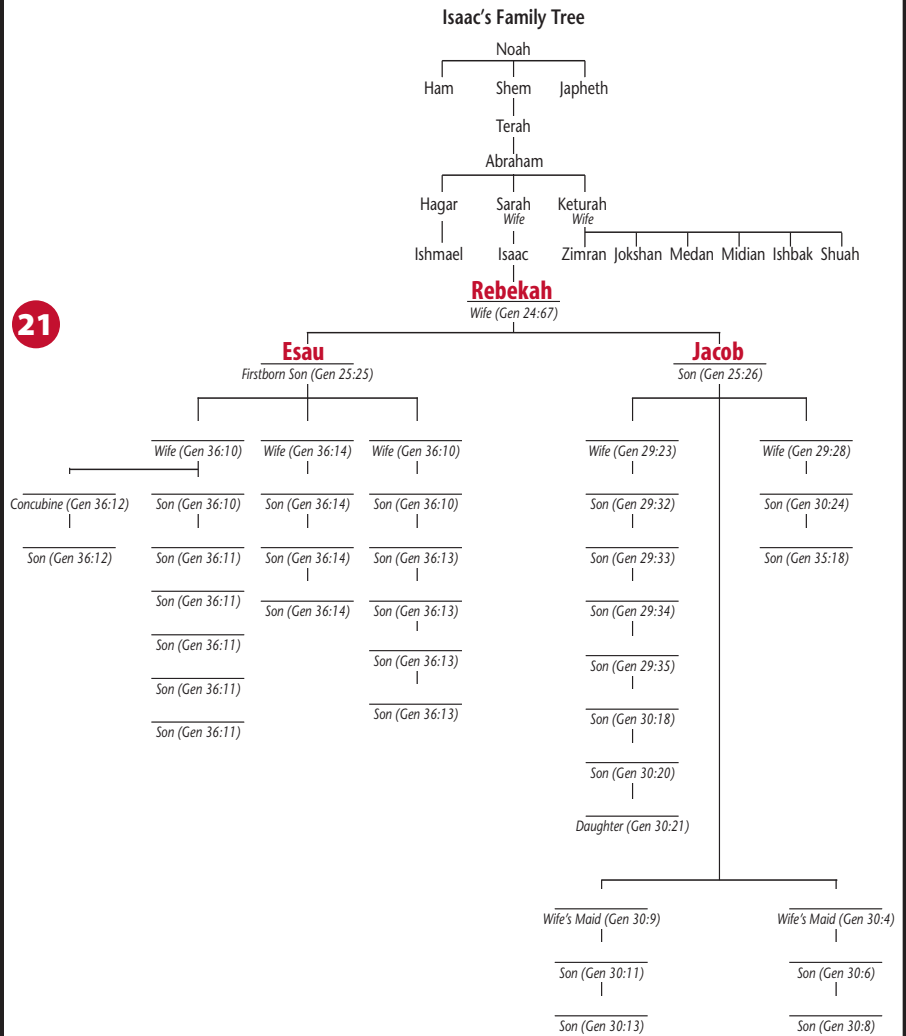 Isaac's Family Tree
Noah
Ham Shem Japheth
Terah
Abraham
Hagar Sarah Keturah
Wife Wife
Ishmael Isaac Zimran Jokshan Medan Midian Ishbak Shuah
Rebekah
Wife (Gen 24:67)
21
Esau Jacob
Firstborn Son (Gen 25:25) Son (Gen 25:26)
Wife (Gen 36:10) Wife (Gen 36:14) Wife (Gen 36:10) Wife (Gen 29:23) Wife (Gen 29:28)
Concubine (Gen 36:12) Son (Gen 36:10) Son (Gen 36:14) Son (Gen 36:10) Son (Gen 29:32) Son (Gen 30:24)
Son (Gen 36:12) Son (Gen 36:11) Son (Gen 36:14) Son (Gen 36:13) Son (Gen 29:33) Son (Gen 35:18)
Son (Gen 36:11) Son (Gen 36:14) Son (Gen 36:13) Son (Gen 29:34)
Son (Gen 36:11) Son (Gen 36:13) Son (Gen 29:35)
Son (Gen 36:11) Son (Gen 36:13) Son (Gen 30:18)
Son (Gen 36:11)
Son (Gen 30:20)
Daughter (Gen 30:21)
Wife's Maid (Gen 30:9) Wife's Maid (Gen 30:4)
Son (Gen 30:11) Son (Gen 30:6)
Son (Gen 30:13) Son (Gen 30:8)